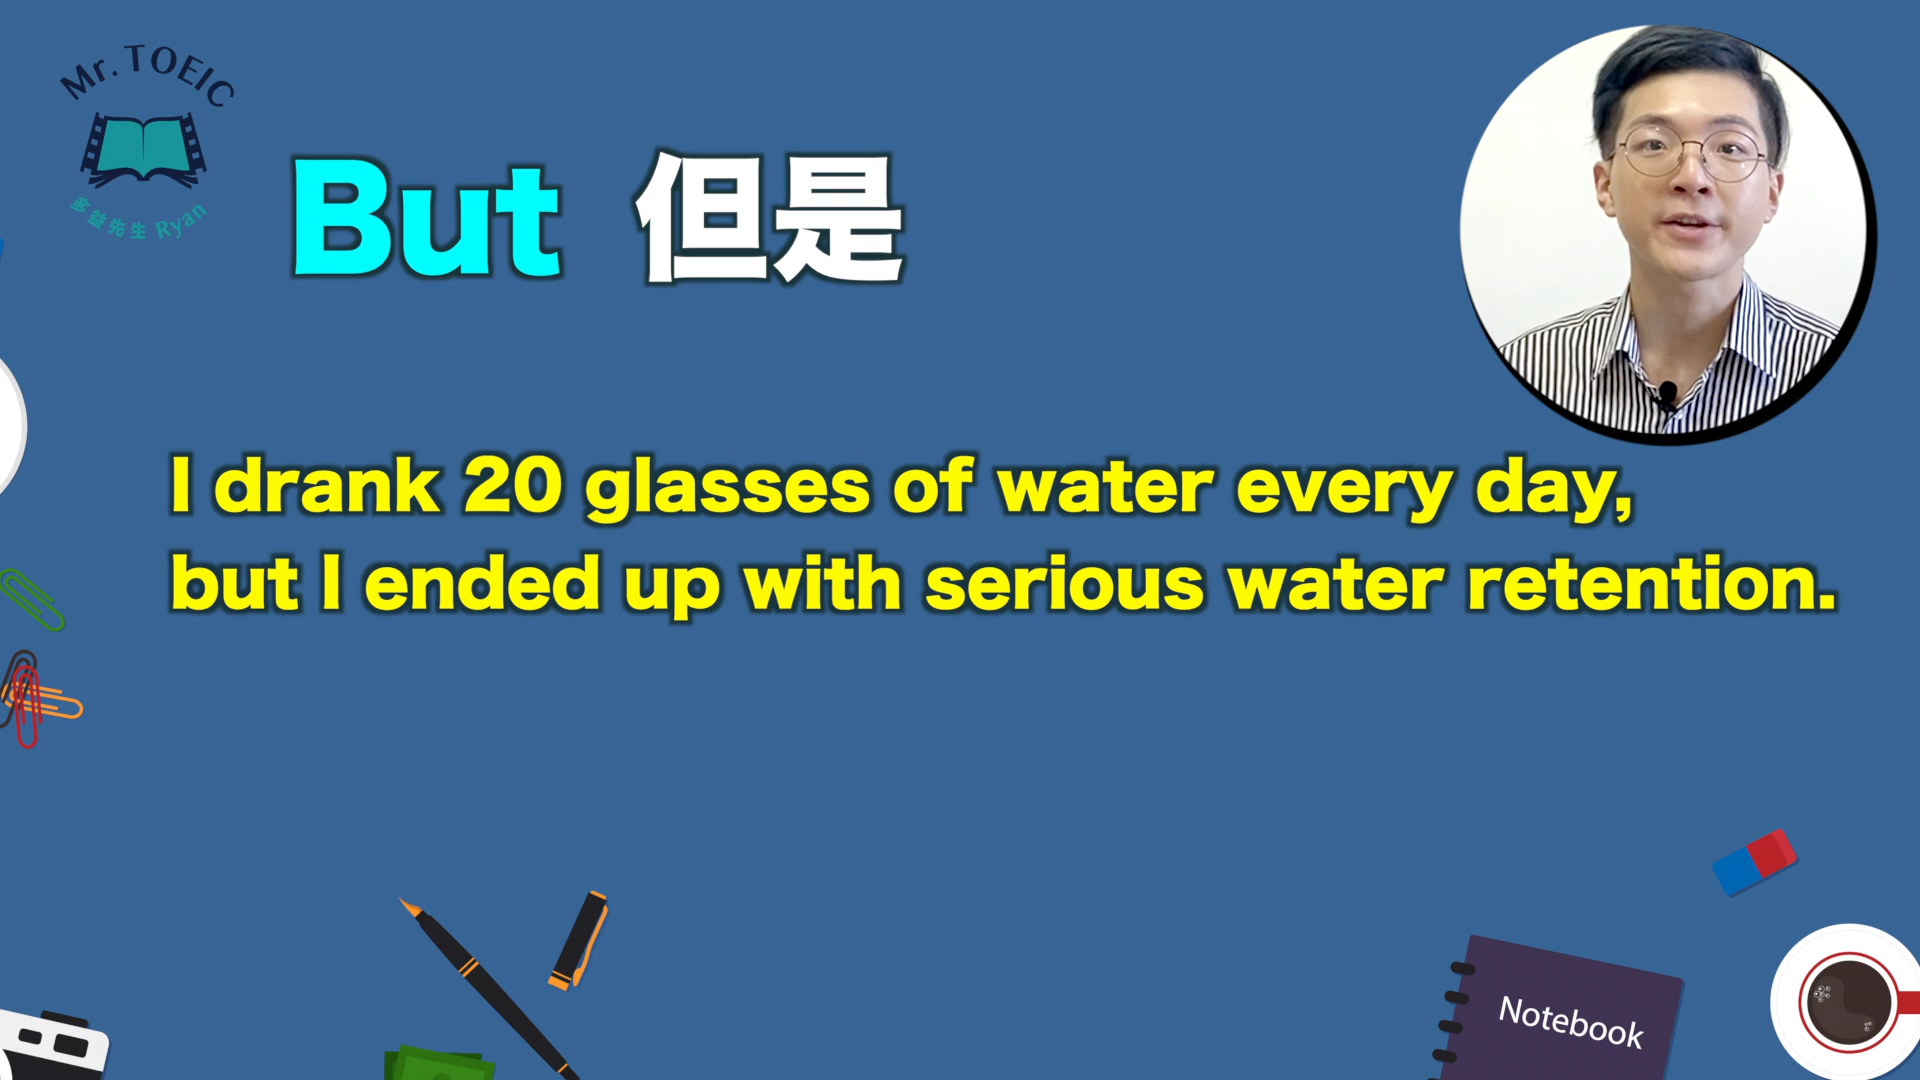 Mr. TOEIC
多益先生 Ryan
But 但是
I drank 20 glasses of water every day,
but I ended up with serious water retention.
Notebook